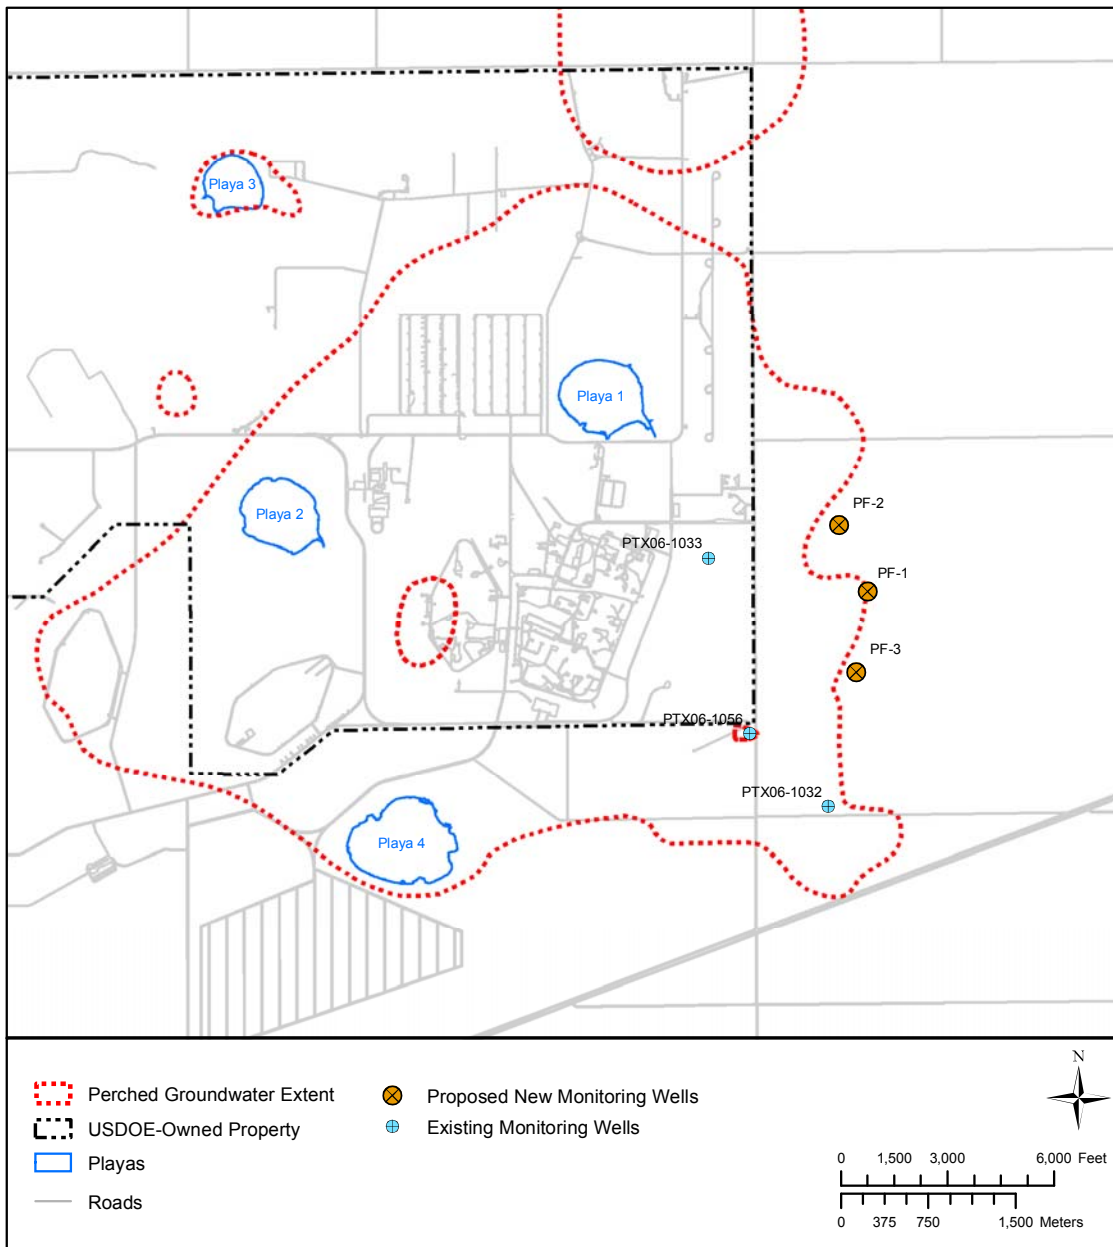 Playa 3
Playa 1
PF-2
Playa 2
PTX06-1033
PF-1
PF-3
PTX06-1056
PTX06-1032
Playa 4
Perched Groundwater Extent
Proposed New Monitoring Wells
N
USDOE-Owned Property
Existing Monitoring Wells
Playas
0 1,500 3,000 6,000 Feet
Roads
0 375 750 1,500 Meters